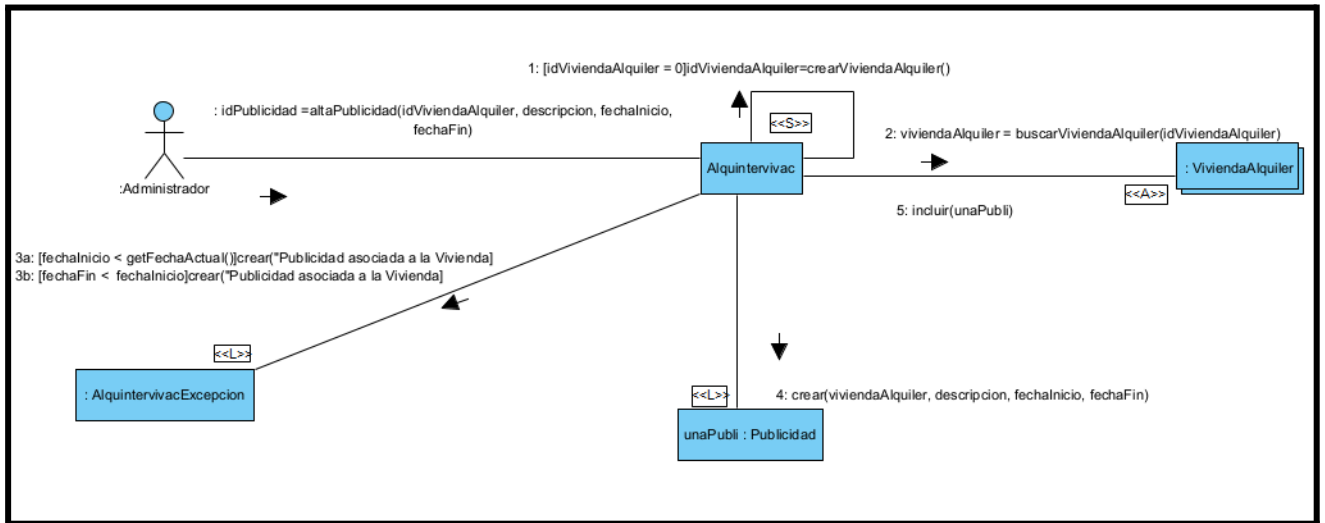 1: [idViviendaAlquiler = 0]idViviendaAlquiler=crearViviendaAlquiler()
: idPublicidad =altaPublicidad(idViviendaAlquiler, descripcion, fechaInicio,
fechaFin)
<<S>>
2: viviendaAlquiler = buscarViviendaAlquiler(idViviendaAlquiler)
:Administrador
Alquintervivac
: ViviendaAlquiler
<<A>>
5: incluir(unaPubli)
3a: [fechaInicio < getFechaActual()]crear("Publicidad asociada a la Vivienda]
3b: [fechaFin < fechaInicio]crear("Publicidad asociada a la Vivienda]
<<L>>
: AlquintervivacExcepcion
<<L>>
4: crear(viviendaAlquiler, descripcion, fechaInicio, fechaFin)
unaPubli : Publicidad